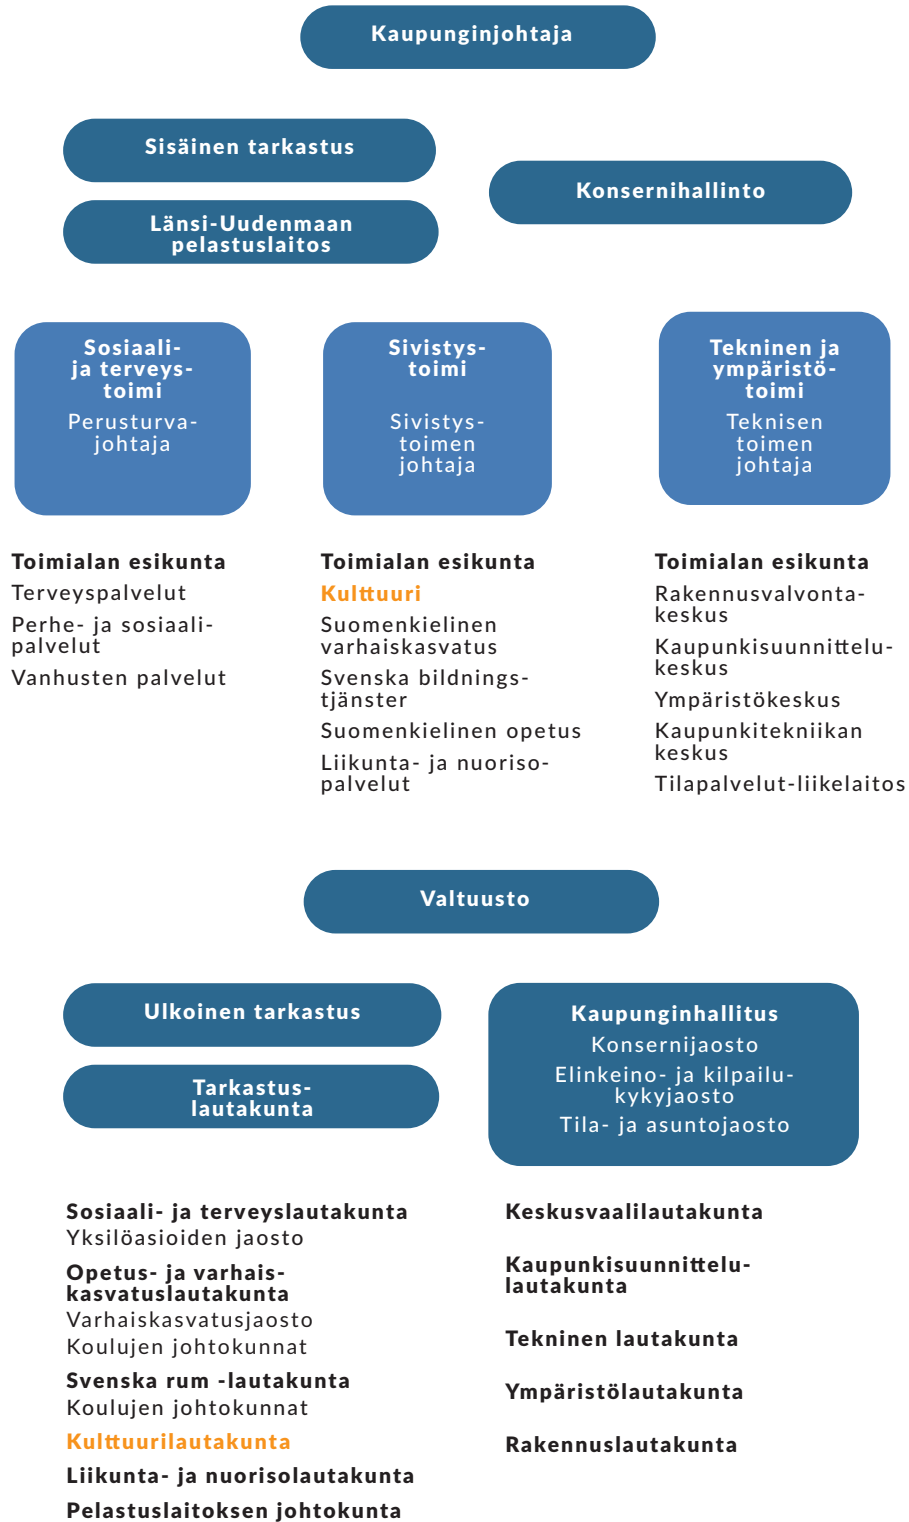 Kaupunginjohtaja
Sisäinen tarkastus
Länsi-Uudenmaan
pelastuslaitos
Konsernihallinto
Sosiaali-
ja terveys-
toimi
Perusturva-
johtaja
Sivistys-
toimi
Sivistys-
toimen
johtaja
Tekninen ja
ympäristö-
toimi
Teknisen
toimen
johtaja
Toimialan esikunta
Terveyspalvelut
Perhe- ja sosiaali-
palvelut
Vanhusten palvelut
Toimialan esikunta
Kulttuuri
Suomenkielinen
varhaiskasvatus
Svenska bildnings-
tjänster
Suomenkielinen opetus
Liikunta- ja nuoriso-
palvelut
Toimialan esikunta
Rakennusvalvonta-
keskus
Kaupunkisuunnittelu-
keskus
Ympäristökeskus
Kaupunkitekniikan
keskus
Tilapalvelut-liikelaitos
Valtuusto
Ulkoinen tarkastus
Tarkastus-
lautakunta
Kaupunginhallitus
Konsernijaosto
Elinkeino- ja kilpailu-
kykyjaosto
Tila- ja asuntojaosto
Sosiaali- ja terveyslautakunta
Yksilöasioiden jaosto
Opetus- ja varhais-
kasvatuslautakunta
Varhaiskasvatusjaosto
Koulujen johtokunnat
Svenska rum -lautakunta
Koulujen johtokunnat
Kulttuurilautakunta
Liikunta- ja nuorisolautakunta
Pelastuslaitoksen johtokunta
Keskusvaalilautakunta
Kaupunkisuunnittelu-
lautakunta
Tekninen lautakunta
Ympäristölautakunta
Rakennuslautakunta